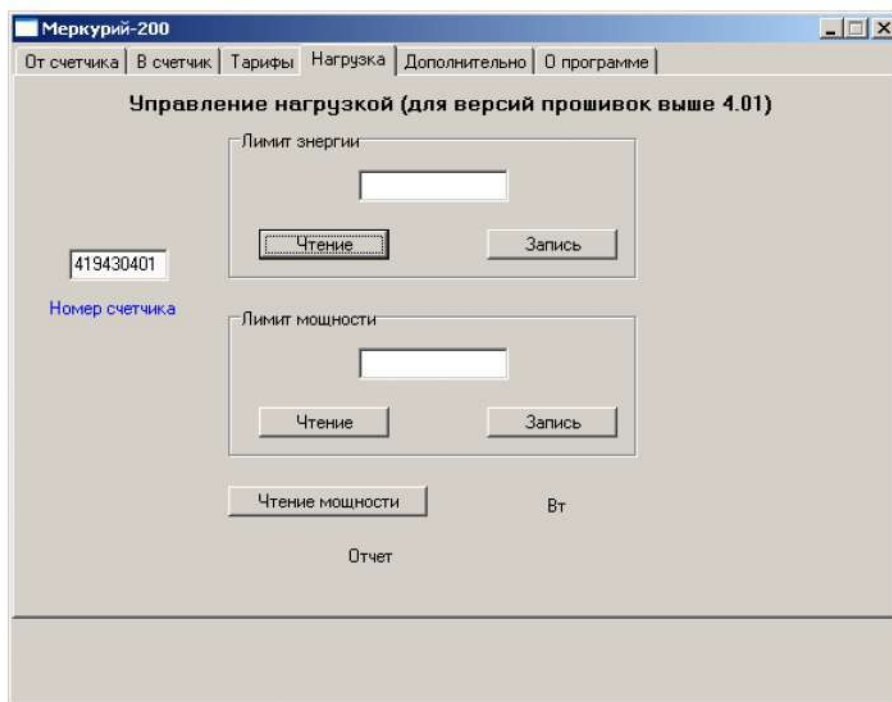 Меркурий-200
От счетчика В счетчик Тарифы Нагрузка Дополнительно О программе
Управление нагрузкой (для версий прошивок выше 4.01)
Лимит энергии
Чтение Запись
419430401
Номер счетчика
Лимит мощности
Чтение Запись
Чтение мощности Вт
Отчет